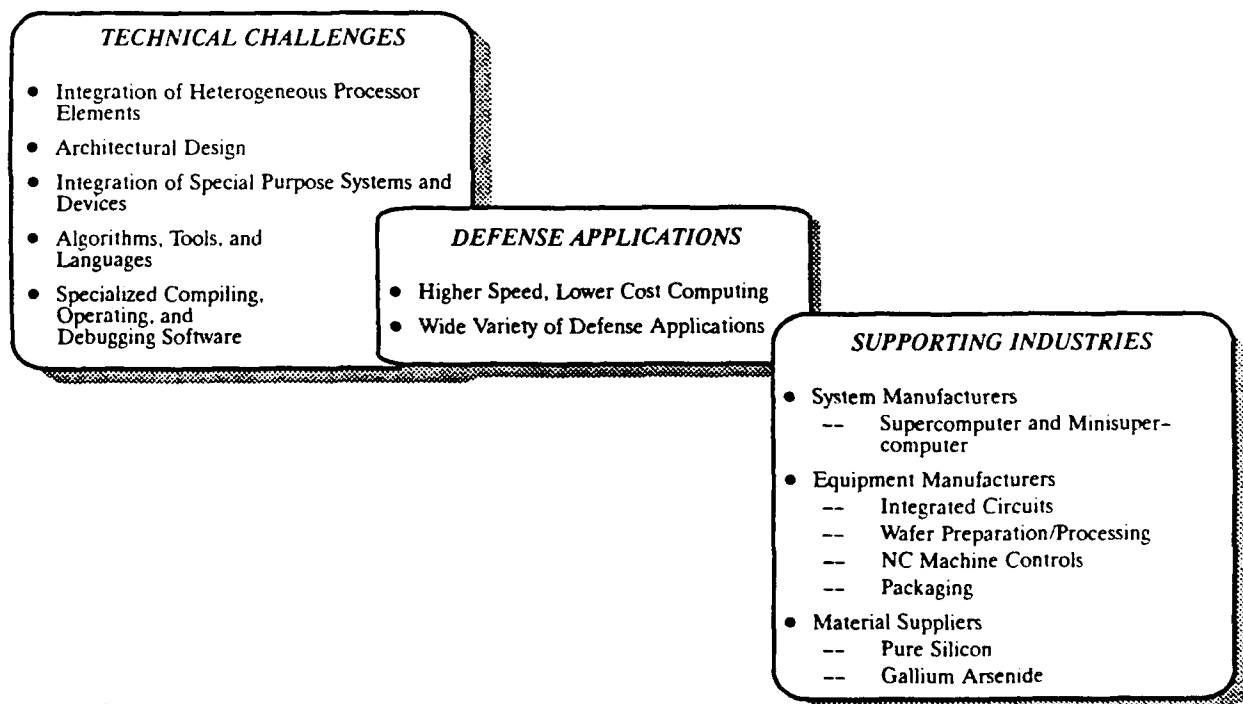 TECHNICAL CHALLENGES
● Integration of Heterogeneous Processor
Elements
● Architectural Design
● Integration of Special Purpose Systems and
Devices
● Algorithms, Tools, and
Languages
● Specialized Compiling,
Operating, and
Debugging Software
DEFENSE APPLICATIONS
● Higher Speed, Lower Cost Computing
● Wide Variety of Defense Applications
SUPPORTING INDUSTRIES
● System Manufacturers
-- Supercomputer and Minisuper-
computer
● Equipment Manufacturers
-- Integrated Circuits
-- Wafer Preparation/Processing
-- NC Machine Controls
-- Packaging
● Material Suppliers
-- Pure Silicon
-- Gallium Arsenide